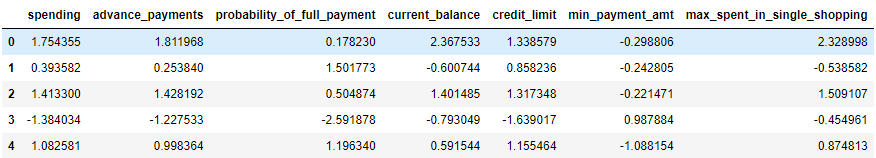 spending advance_payments probability_of_full_payment current_balance credit_limit min_payment_amt max_spent_in_single_shopping
0 1.754355 1.811968 0.178230 2.367533 1.338579 -0.298806 2.328998
1 0.393582 0.253840 1.501773 -0.600744 0.858236 -0.242805 -0.538582
2 1.413300 1.428192 0.504874 1.401485 1.317348 -0.221471 1.509107
3 -1.384034 -1.227533 -2.591878 -0.793049 -1.639017 0.987884 -0.454961
4 1.082581 0.998364 1.196340 0.591544 1.155464 -1.088154 0.874813